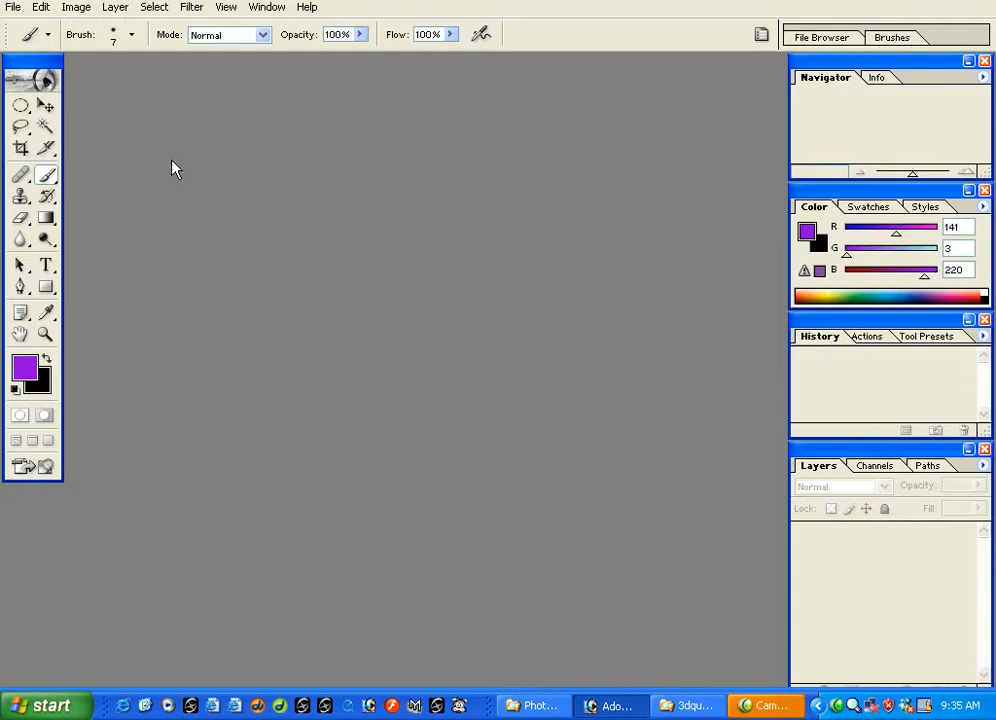 File Edit Image Layer Select Filter View Window Help
Brush: 7 Mode: Normal Opacity: 100% Flow: 100% File Browser Brushes
Navigator Info
Color Swatches Styles
R 141
G 3
B 220
History Actions Tool Presets
Layers Channels Paths
Normal Opacity:
Lock: Fill:
T
start Phot... Ado... 3dqu... Cam... 9:35 AM